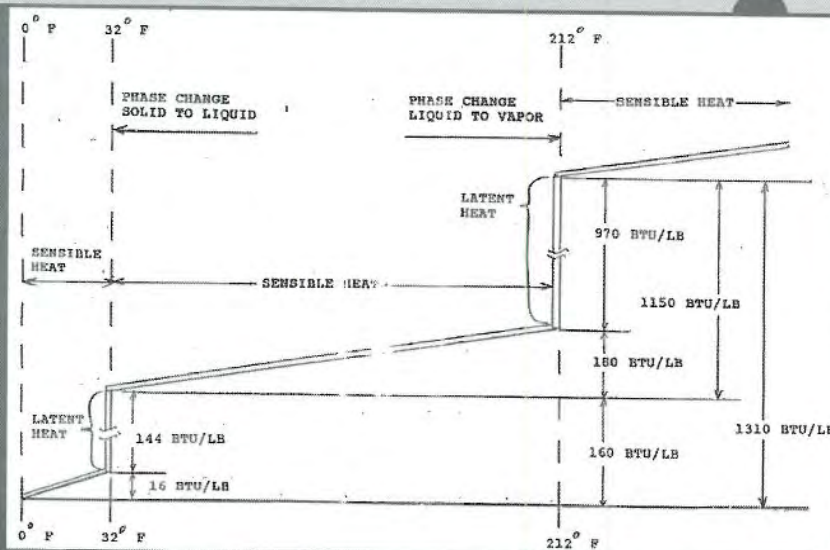 0° F 32° F 212° F
PHASE CHANGE
SOLID TO LIQUID
PHASE CHANGE
LIQUID TO VAPOR
SENSIBLE HEAT
LATENT
HEAT
970 BTU/LB
SENSIBLE
HEAT
SENSIBLE HEAT
1150 BTU/LB
180 BTU/LB
LATENT
HEAT
144 BTU/LB
160 BTU/LB
1310 BTU/LB
16 BTU/LB
0° F 32° F 212° F